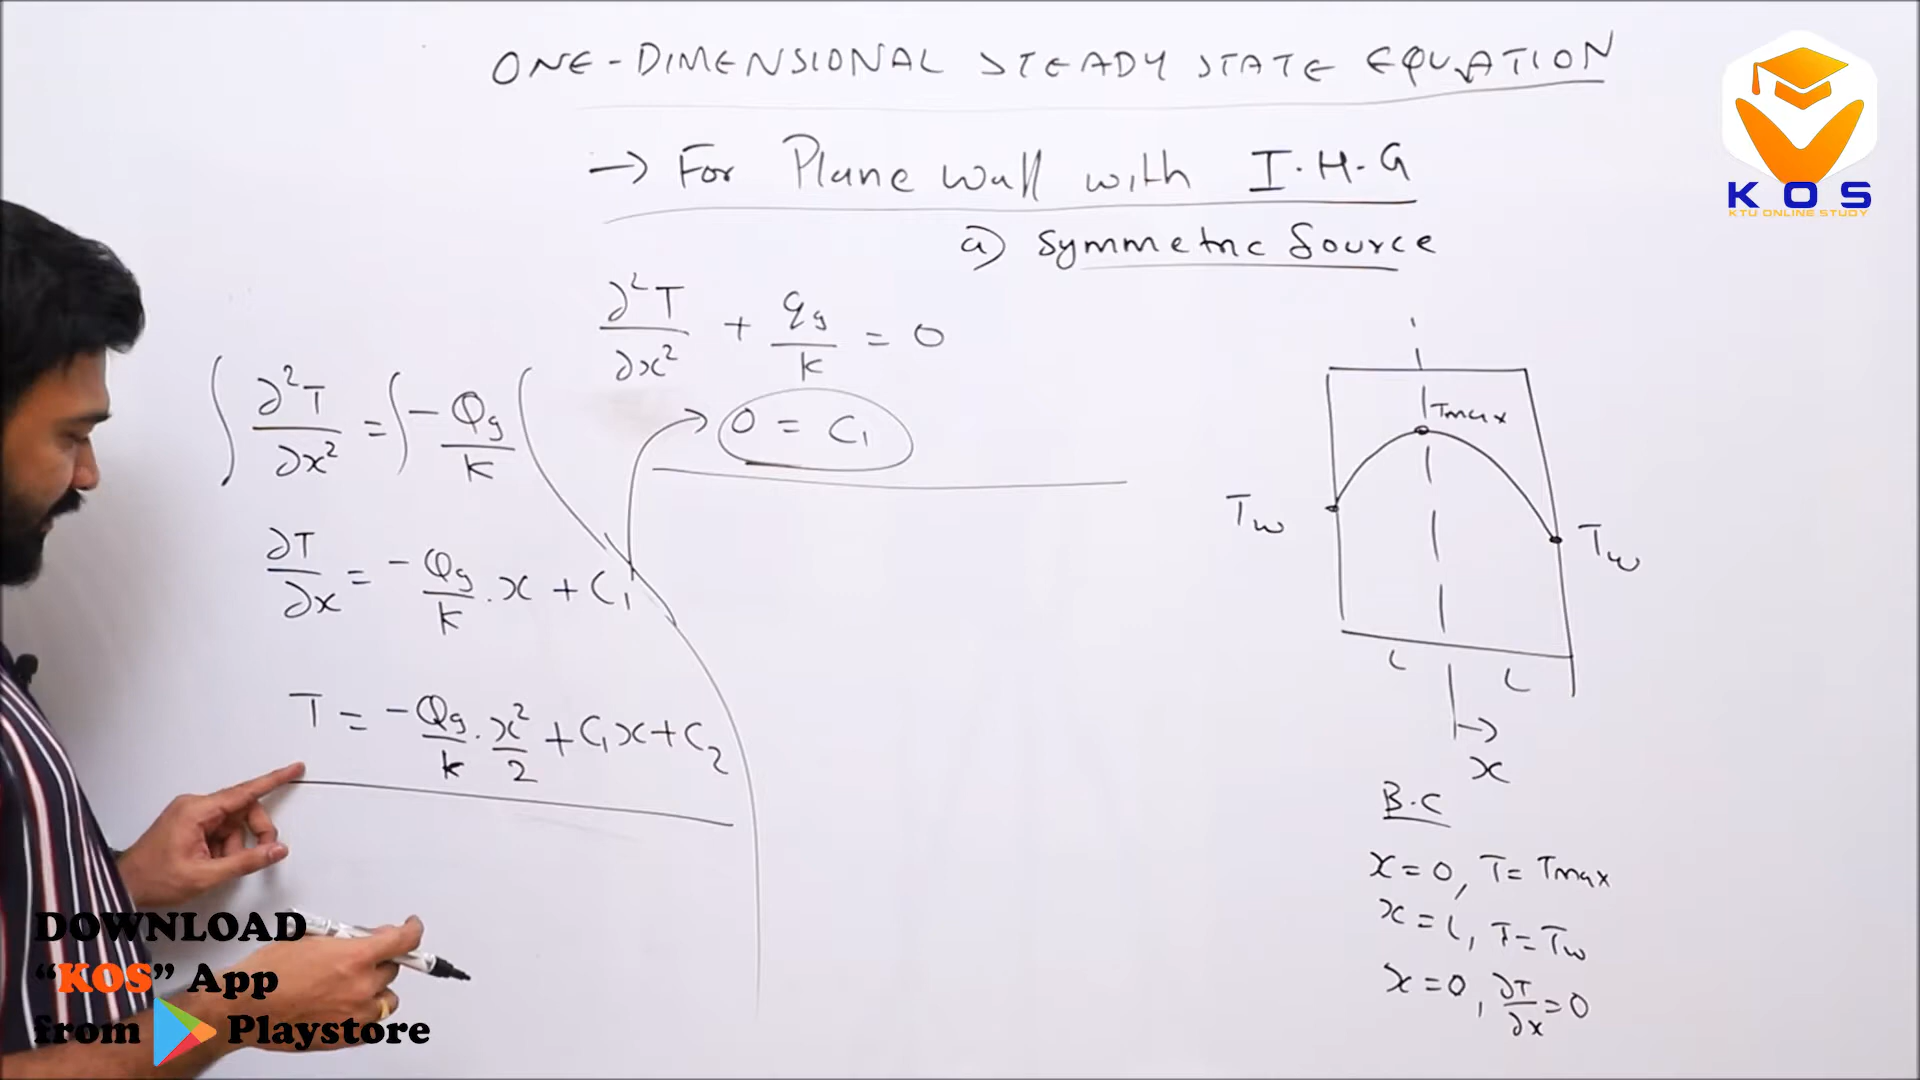 ONE-DIMENSIONAL STEADY STATE EQUATION
→ For Plane wall with I.H.G
a) Symmetric Source
∂²T/∂x² + qg/k = 0
∫ ∂²T/∂x² = ∫ -Qg/k
0 = C₁
∂T/∂x = -Qg/k . x + C₁
T = -Qg/k . x²/2 + C₁x + C₂
Tmax
Tw
Tw
L
L
x
B.C
x=0, T= Tmax
x=L, T=Tw
x=0, ∂T/∂x=0
KOS
KTU ONLINE STUDY
DOWNLOAD
“KOS” App
from Playstore